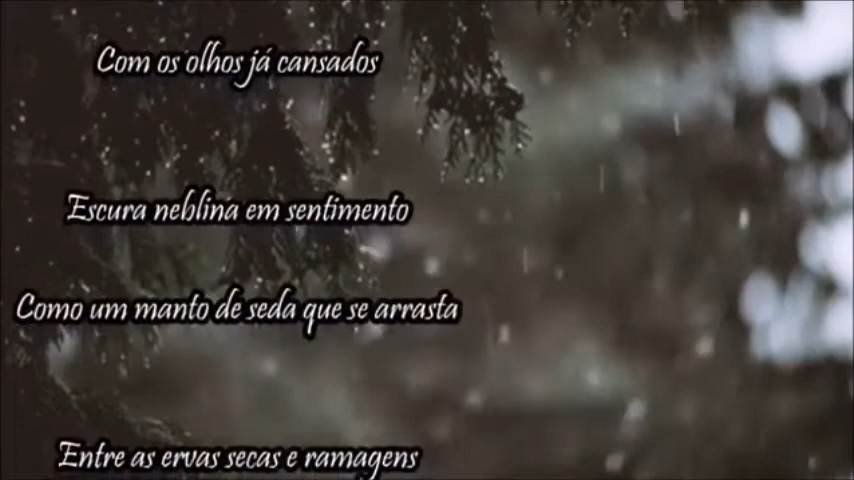 Com os olhos já cansados
Escura neblina em sentimento
Como um manto de seda que se arrasta
Entre as ervas secas e ramagens